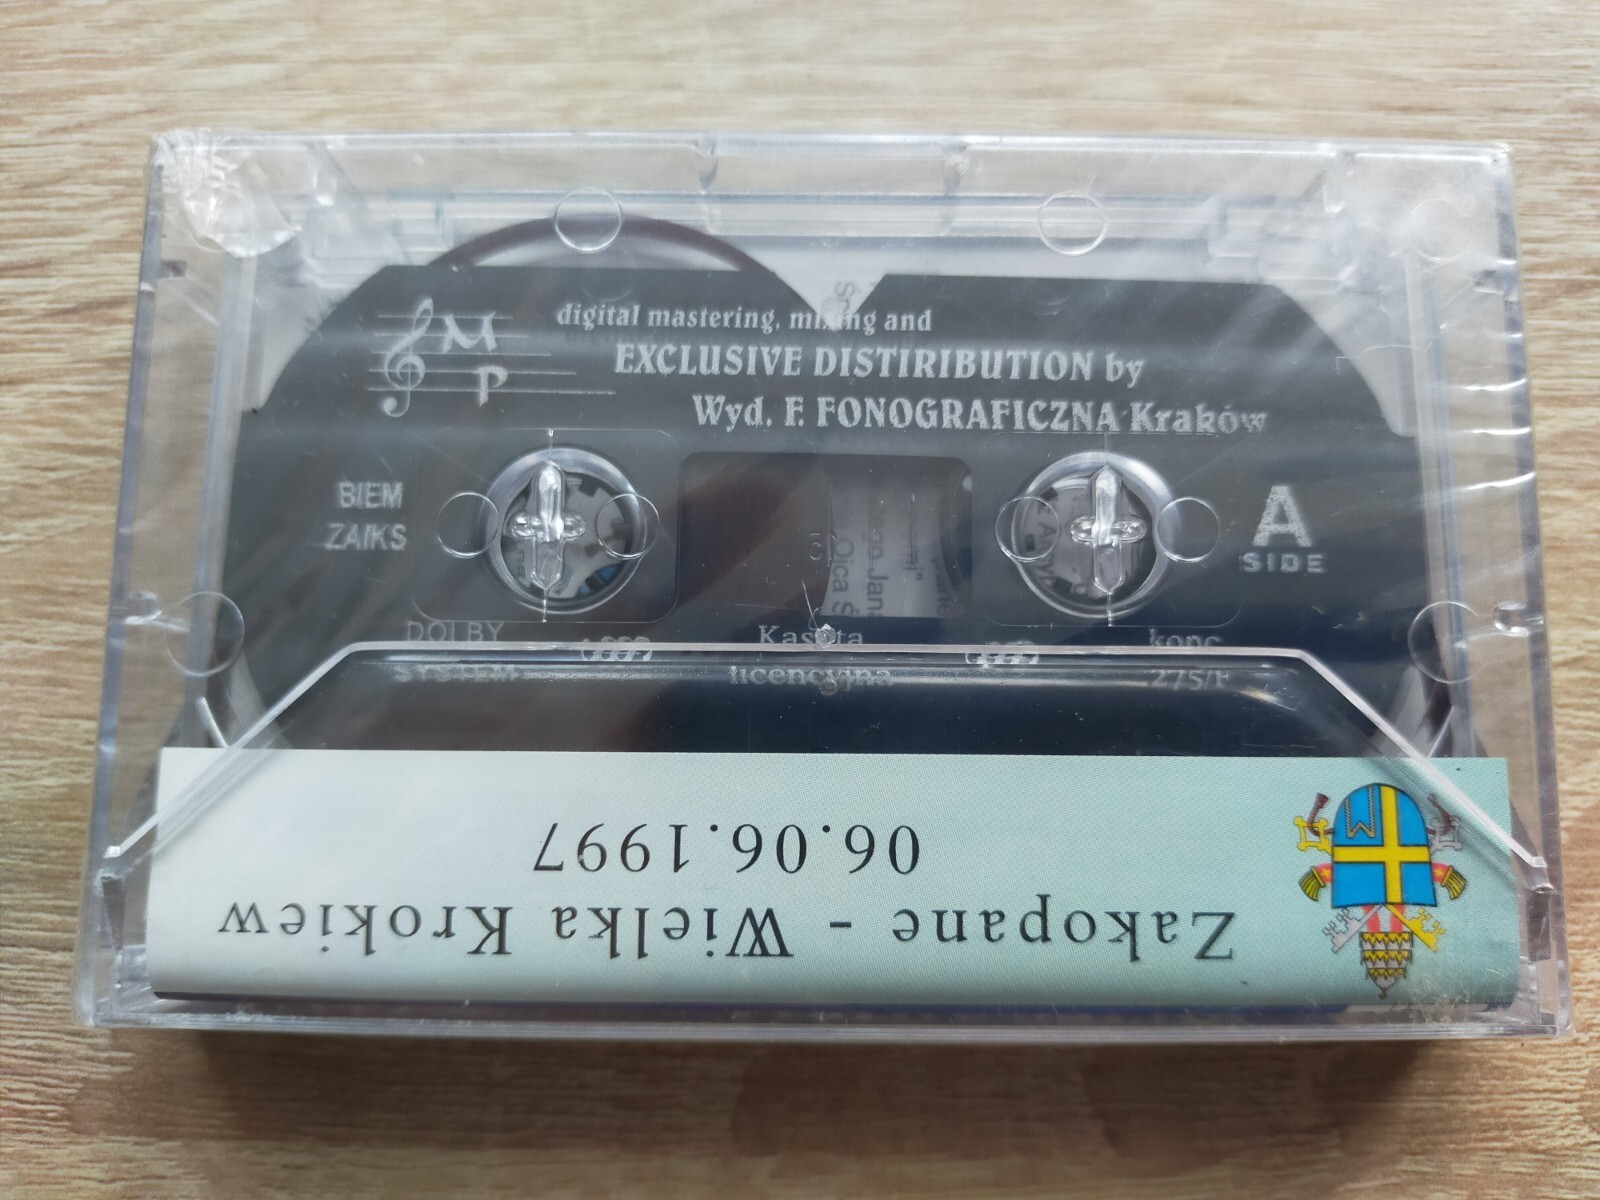 M
P
digital mastering, mixing and
EXCLUSIVE DISTIRIBUTION by
Wyd. F. FONOGRAFICZNA Kraków
BIEM
ZAIKS
A
SIDE
DOLBY
SYSTEM
Kaseta
licencyjna
konc.
Zakopane - Wielka Krokiew
06.06.1997